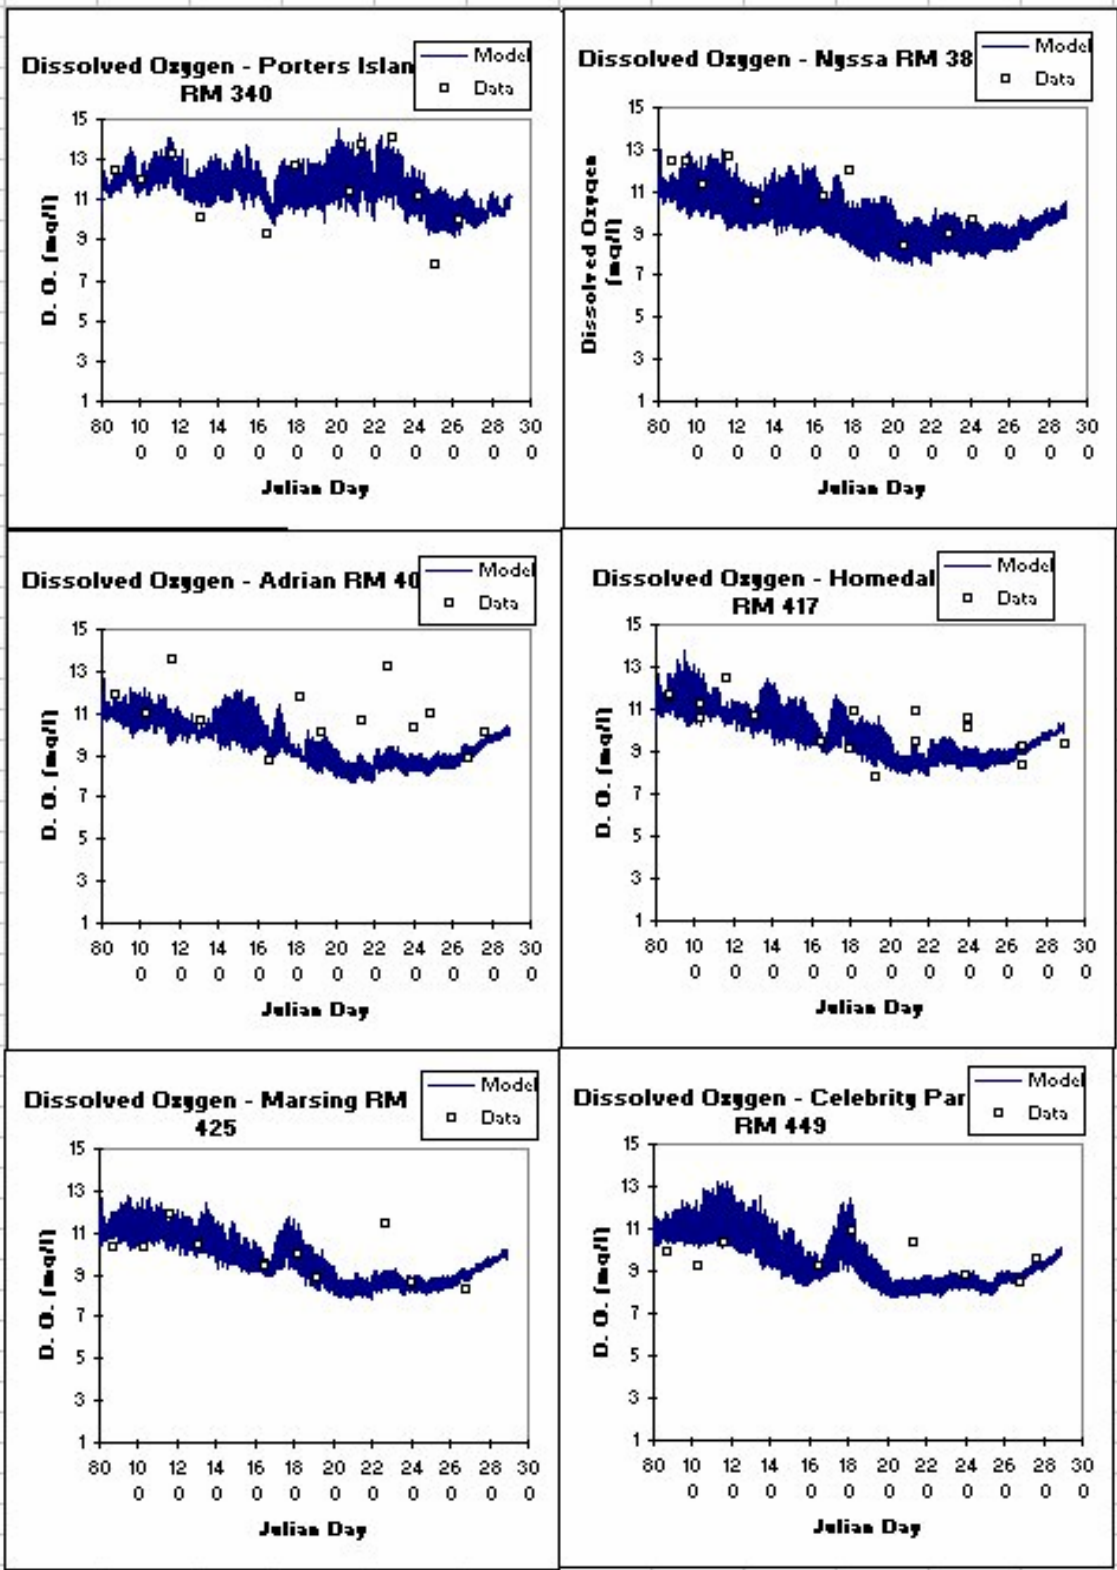 Dissolved Oxygen - Porters Islan
RM 340
Model
Data
15
13
11
9
7
5
3
1
D. O. (mg/l)
80 10 12 14 16 18 20 22 24 26 28 30
0 0 0 0 0 0 0 0 0 0 0
Julian Day
Dissolved Oxygen - Nyssa RM 38
Model
Data
15
13
11
9
7
5
3
1
Dissolved Oxygen
(mg/l)
80 10 12 14 16 18 20 22 24 26 28 30
0 0 0 0 0 0 0 0 0 0 0
Julian Day
Dissolved Oxygen - Adrian RM 40
Model
Data
15
13
11
9
7
5
3
1
D. O. (mg/l)
80 10 12 14 16 18 20 22 24 26 28 30
0 0 0 0 0 0 0 0 0 0 0
Julian Day
Dissolved Oxygen - Homedal
RM 417
Model
Data
15
13
11
9
7
5
3
1
D. O. (mg/l)
80 10 12 14 16 18 20 22 24 26 28 30
0 0 0 0 0 0 0 0 0 0 0
Julian Day
Dissolved Oxygen - Marsing RM
425
Model
Data
15
13
11
9
7
5
3
1
D. O. (mg/l)
80 10 12 14 16 18 20 22 24 26 28 30
0 0 0 0 0 0 0 0 0 0 0
Julian Day
Dissolved Oxygen - Celebrity Par
RM 449
Model
Data
15
13
11
9
7
5
3
1
D. O. (mg/l)
80 10 12 14 16 18 20 22 24 26 28 30
0 0 0 0 0 0 0 0 0 0 0
Julian Day